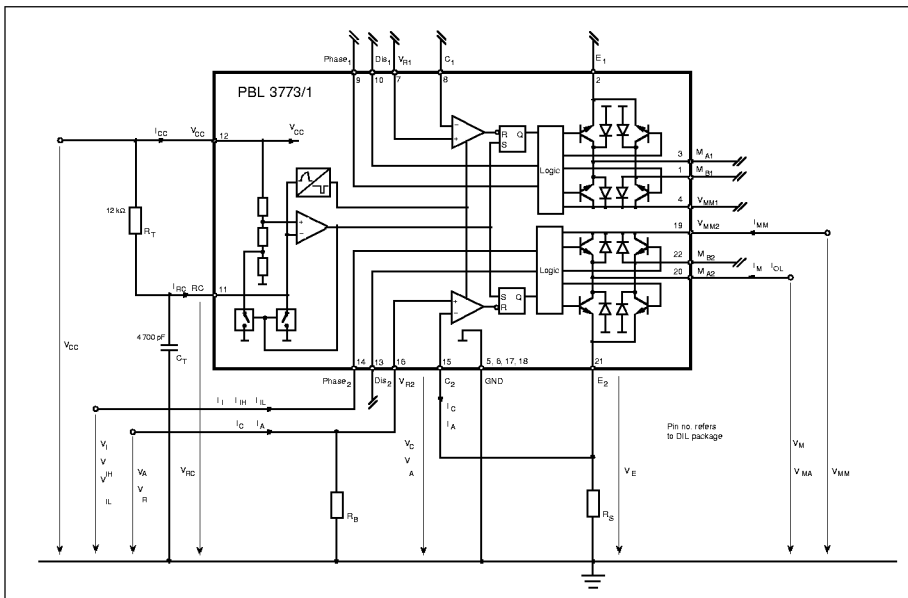 Phase1 Dis1 VR1 C1 E1
9 10 7 8 2
PBL 3773/1
ICC VCC 12 VCC
R Q
S
Logic
3 MA1
1 MB1
4 VMM1
12 kΩ
RT
19 VMM2 IMM
22 MB2
20 MA2 IM IOL
Logic
S Q
R
IRC RC 11
4 700 pF
CT
VCC
14 13 16 15 5, 6, 17, 18 21
Phase2 Dis2 VR2 C2 GND E2
II IIH IIL
IC IA
IC
IA
Pin no. refers
to DIL package
VI
V IH
V IL
VA
V R
VRC
VC
V A
VE
VM
VMA
VMM
RB
RS